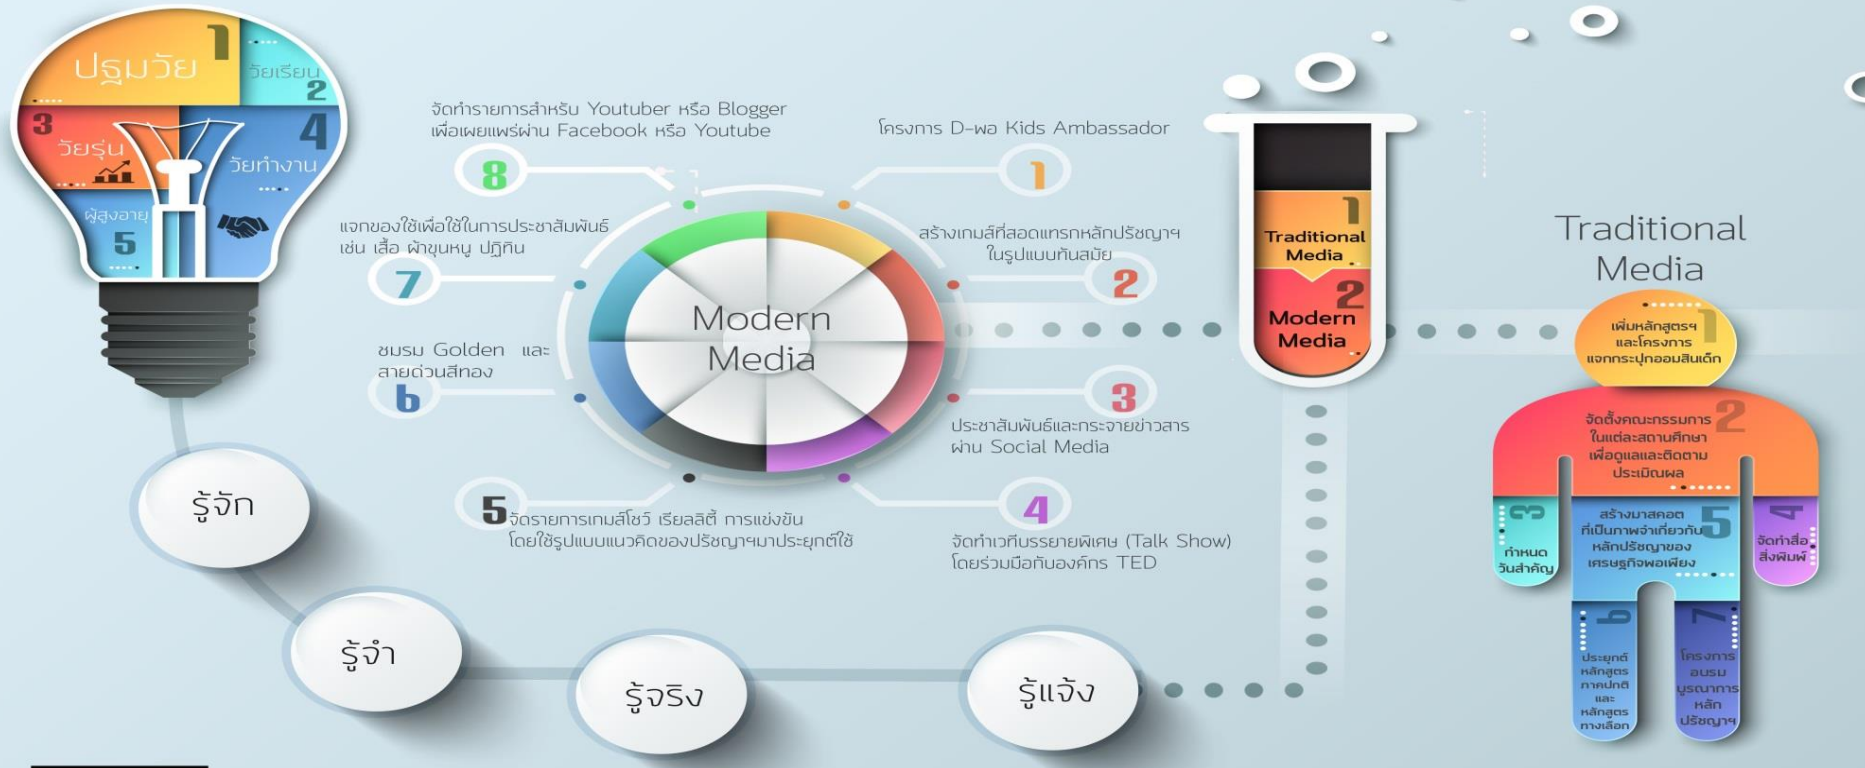 1
ปฐมวัย
วัยเรียน
2
3
วัยรุ่น
4
วัยทำงาน
ผู้สูงอายุ
5
รู้จัก
รู้จำ
รู้จริง
รู้แจ้ง
Modern
Media
โครงการ D-พอ Kids Ambassador
1
สร้างเกมส์ที่สอดแทรกหลักปรัชญาฯ
ในรูปแบบทันสมัย
2
3
ประชาสัมพันธ์และกระจายข่าวสาร
ผ่าน Social Media
4
จัดทำเวทีบรรยายพิเศษ (Talk Show)
โดยร่วมมือกับองค์กร TED
5
จัดรายการเกมส์โชว์ เรียลลิตี้ การแข่งขัน
โดยใช้รูปแบบแนวคิดของปรัชญาฯมาประยุกต์ใช้
ชมรม Golden และ
สายด่วนสีทอง
6
แจกของใช้เพื่อใช้ในการประชาสัมพันธ์
เช่น เสื้อ ผ้าขนหนู ปฏิทิน
7
จัดทำรายการสำหรับ Youtuber หรือ Blogger
เพื่อเผยแพร่ผ่าน Facebook หรือ Youtube
8
1
Traditional
Media
2
Modern
Media
Traditional
Media
1
เพิ่มหลักสูตรฯ
และโครงการ
แจกกระปุกออมสินเด็ก
2
จัดตั้งคณะกรรมการ
ในแต่ละสถานศึกษา
เพื่อดูแลและติดตาม
ประเมิณผล
3
กำหนด
วันสำคัญ
4
จัดทำสื่อ
สิ่งพิมพ์
5
สร้างมาสคอต
ที่เป็นภาพจำเกี่ยวกับ
หลักปรัชญาของ
เศรษฐกิจพอเพียง
6
ประยุกต์
หลักสูตร
ภาคปกติ
และ
หลักสูตร
ทางเลือก
7
โครงการ
อบรม
บูรณาการ
หลัก
ปรัชญาฯ